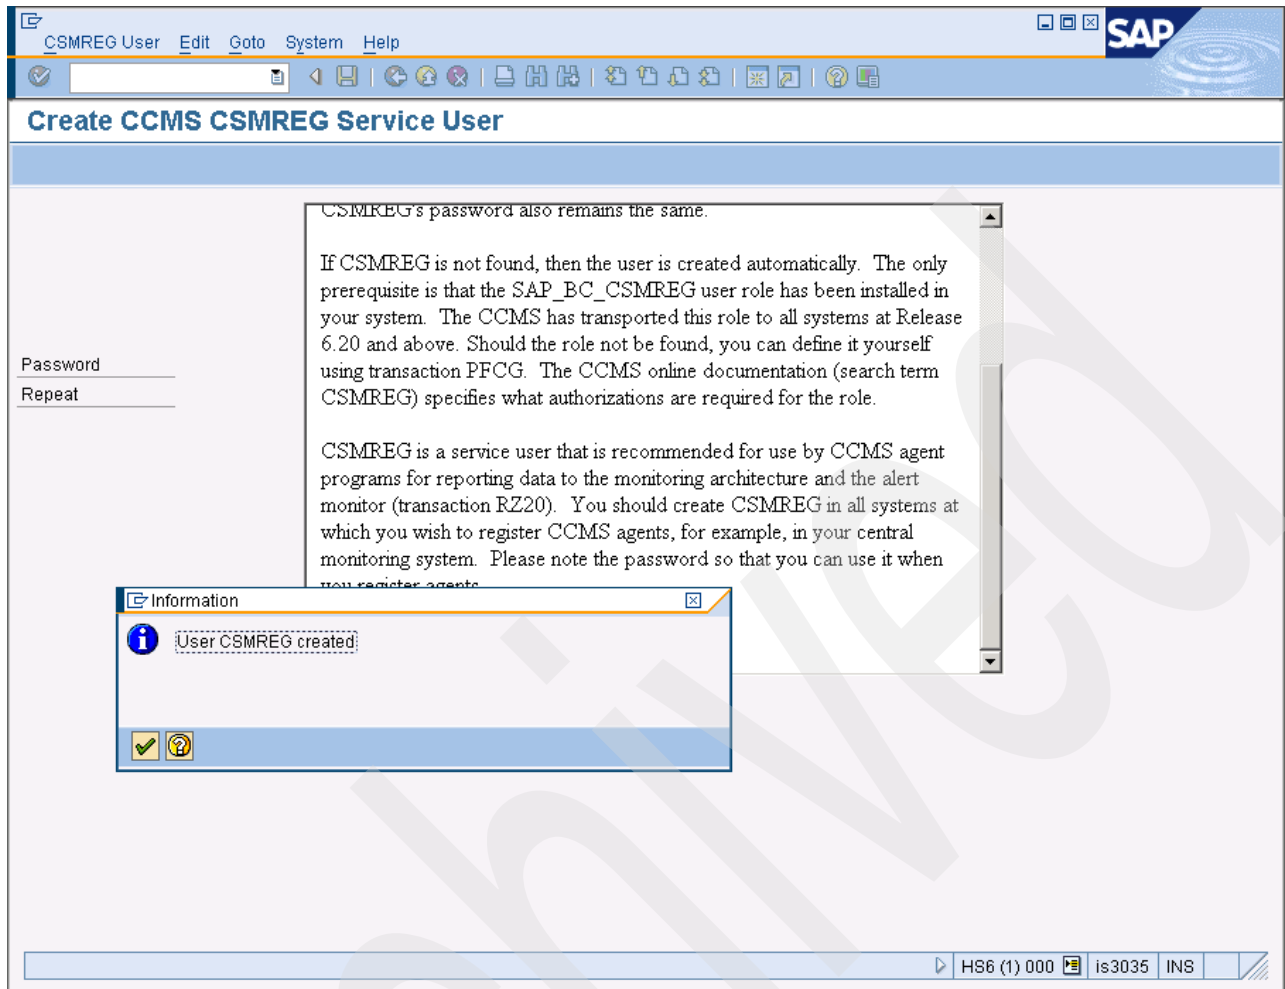 CSMREG User Edit Goto System Help
SAP
Create CCMS CSMREG Service User
CSMREG's password also remains the same.
If CSMREG is not found, then the user is created automatically. The only
prerequisite is that the SAP_BC_CSMREG user role has been installed in
your system. The CCMS has transported this role to all systems at Release
6.20 and above. Should the role not be found, you can define it yourself
using transaction PFCG. The CCMS online documentation (search term
CSMREG) specifies what authorizations are required for the role.
CSMREG is a service user that is recommended for use by CCMS agent
programs for reporting data to the monitoring architecture and the alert
monitor (transaction RZ20). You should create CSMREG in all systems at
which you wish to register CCMS agents, for example, in your central
monitoring system. Please note the password so that you can use it when
you register agents.
Password
Repeat
Information
User CSMREG created
HS6 (1) 000 is3035 INS